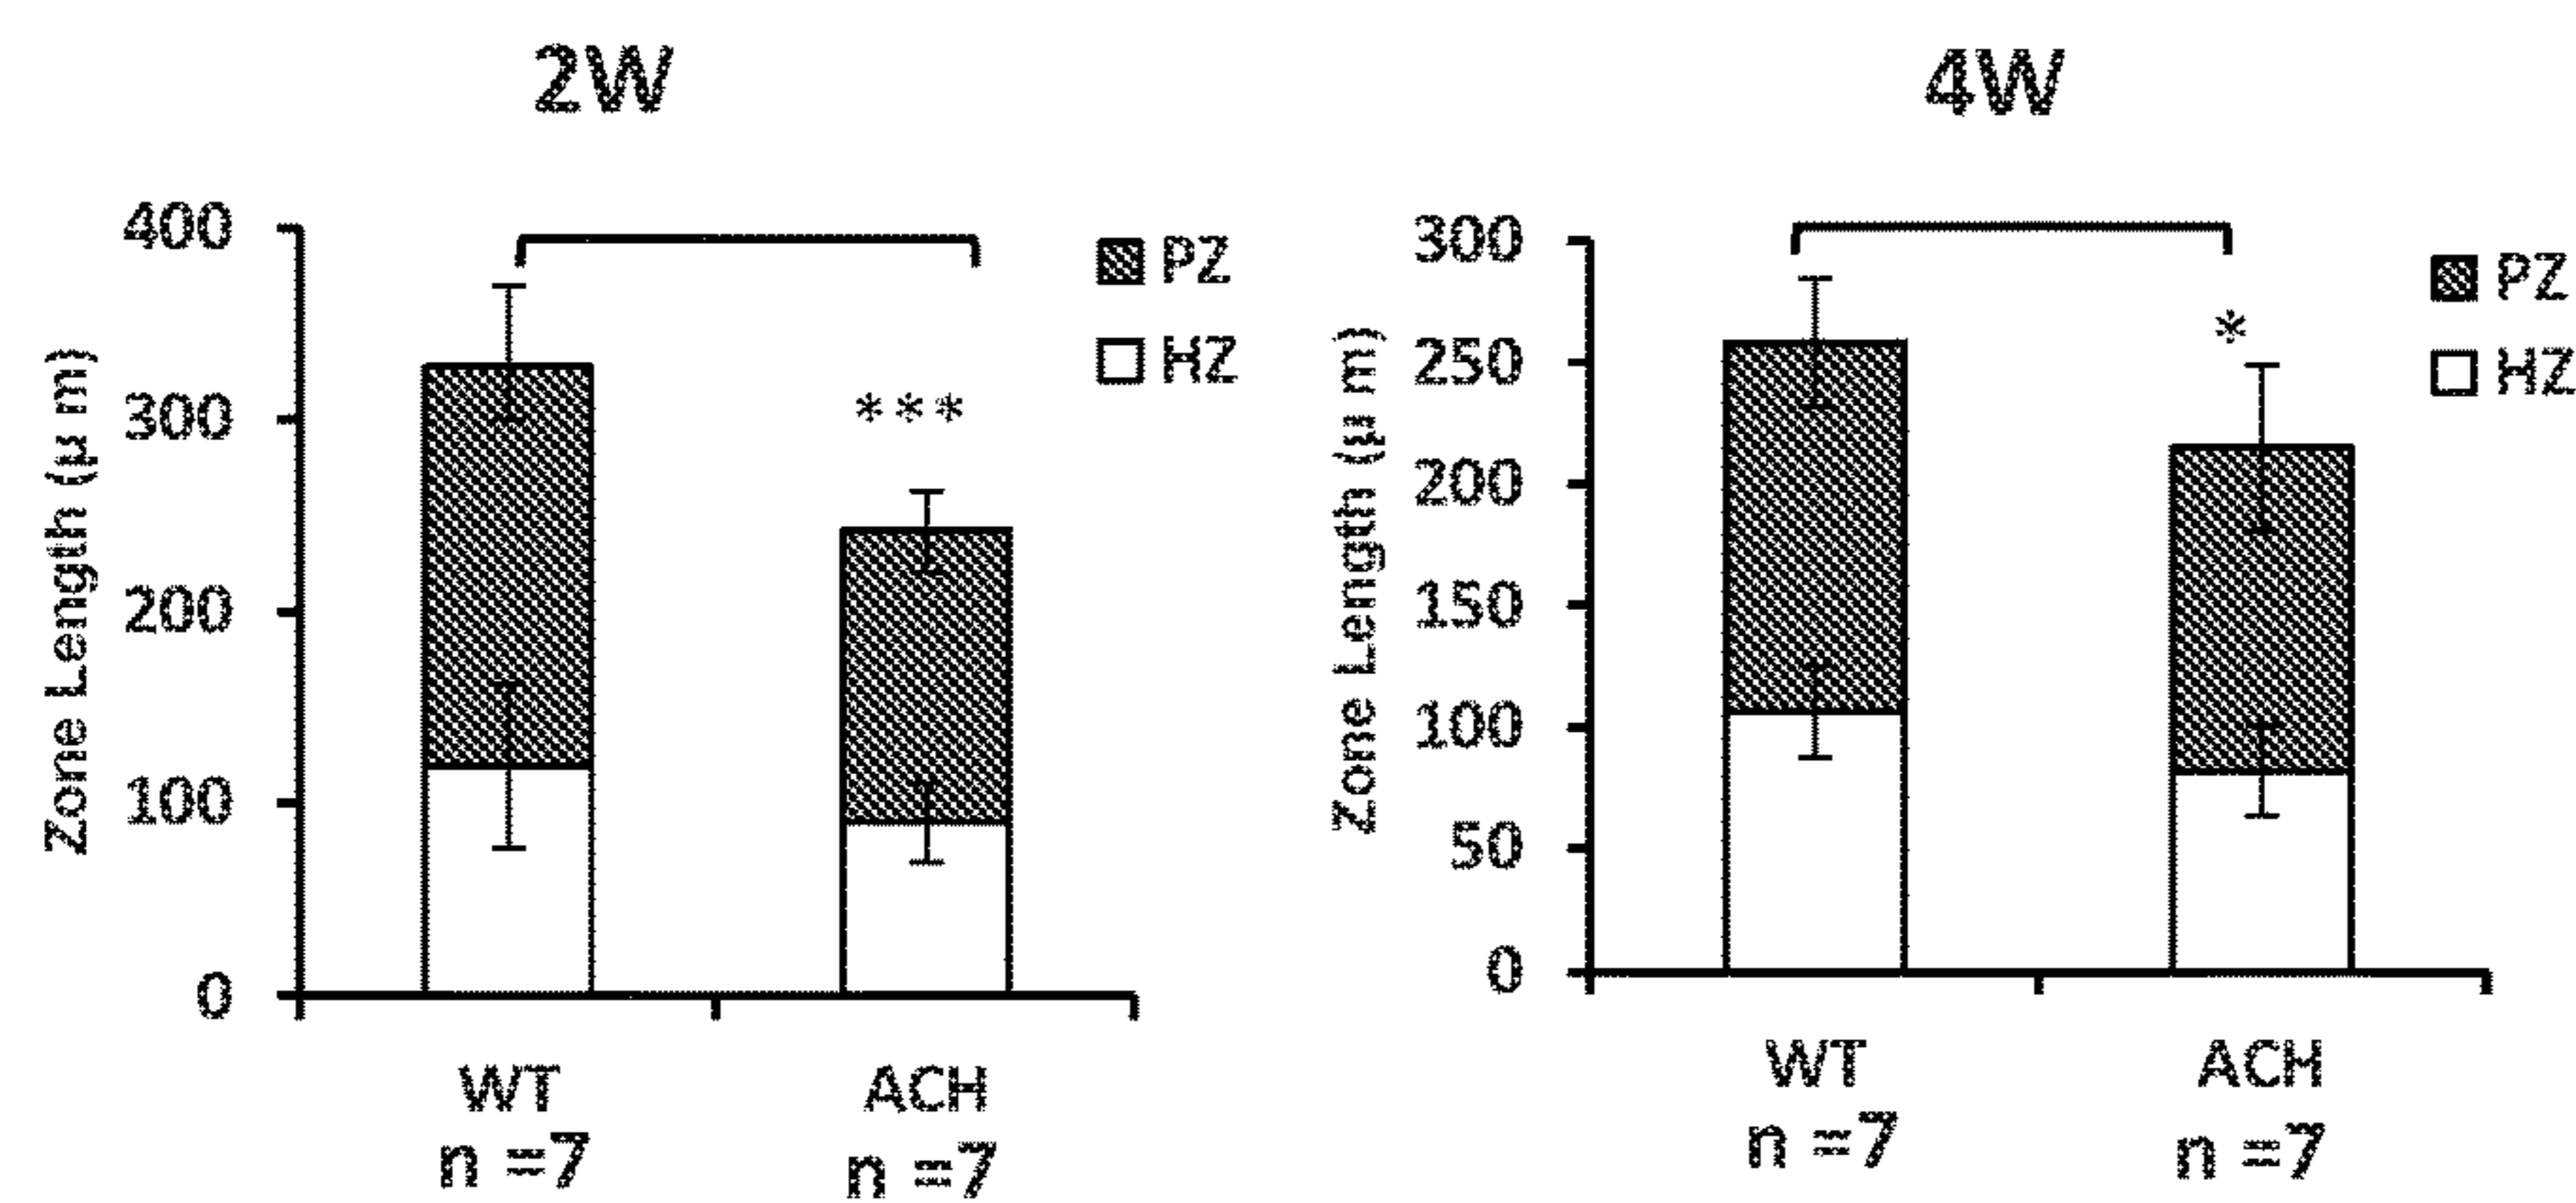 2W
Zone Length (μ m)
400
300
200
100
0
***
PZ
HZ
WT
n =7
ACH
n =7
4W
Zone Length (μ m)
300
250
200
150
100
50
0
*
PZ
HZ
WT
n =7
ACH
n =7